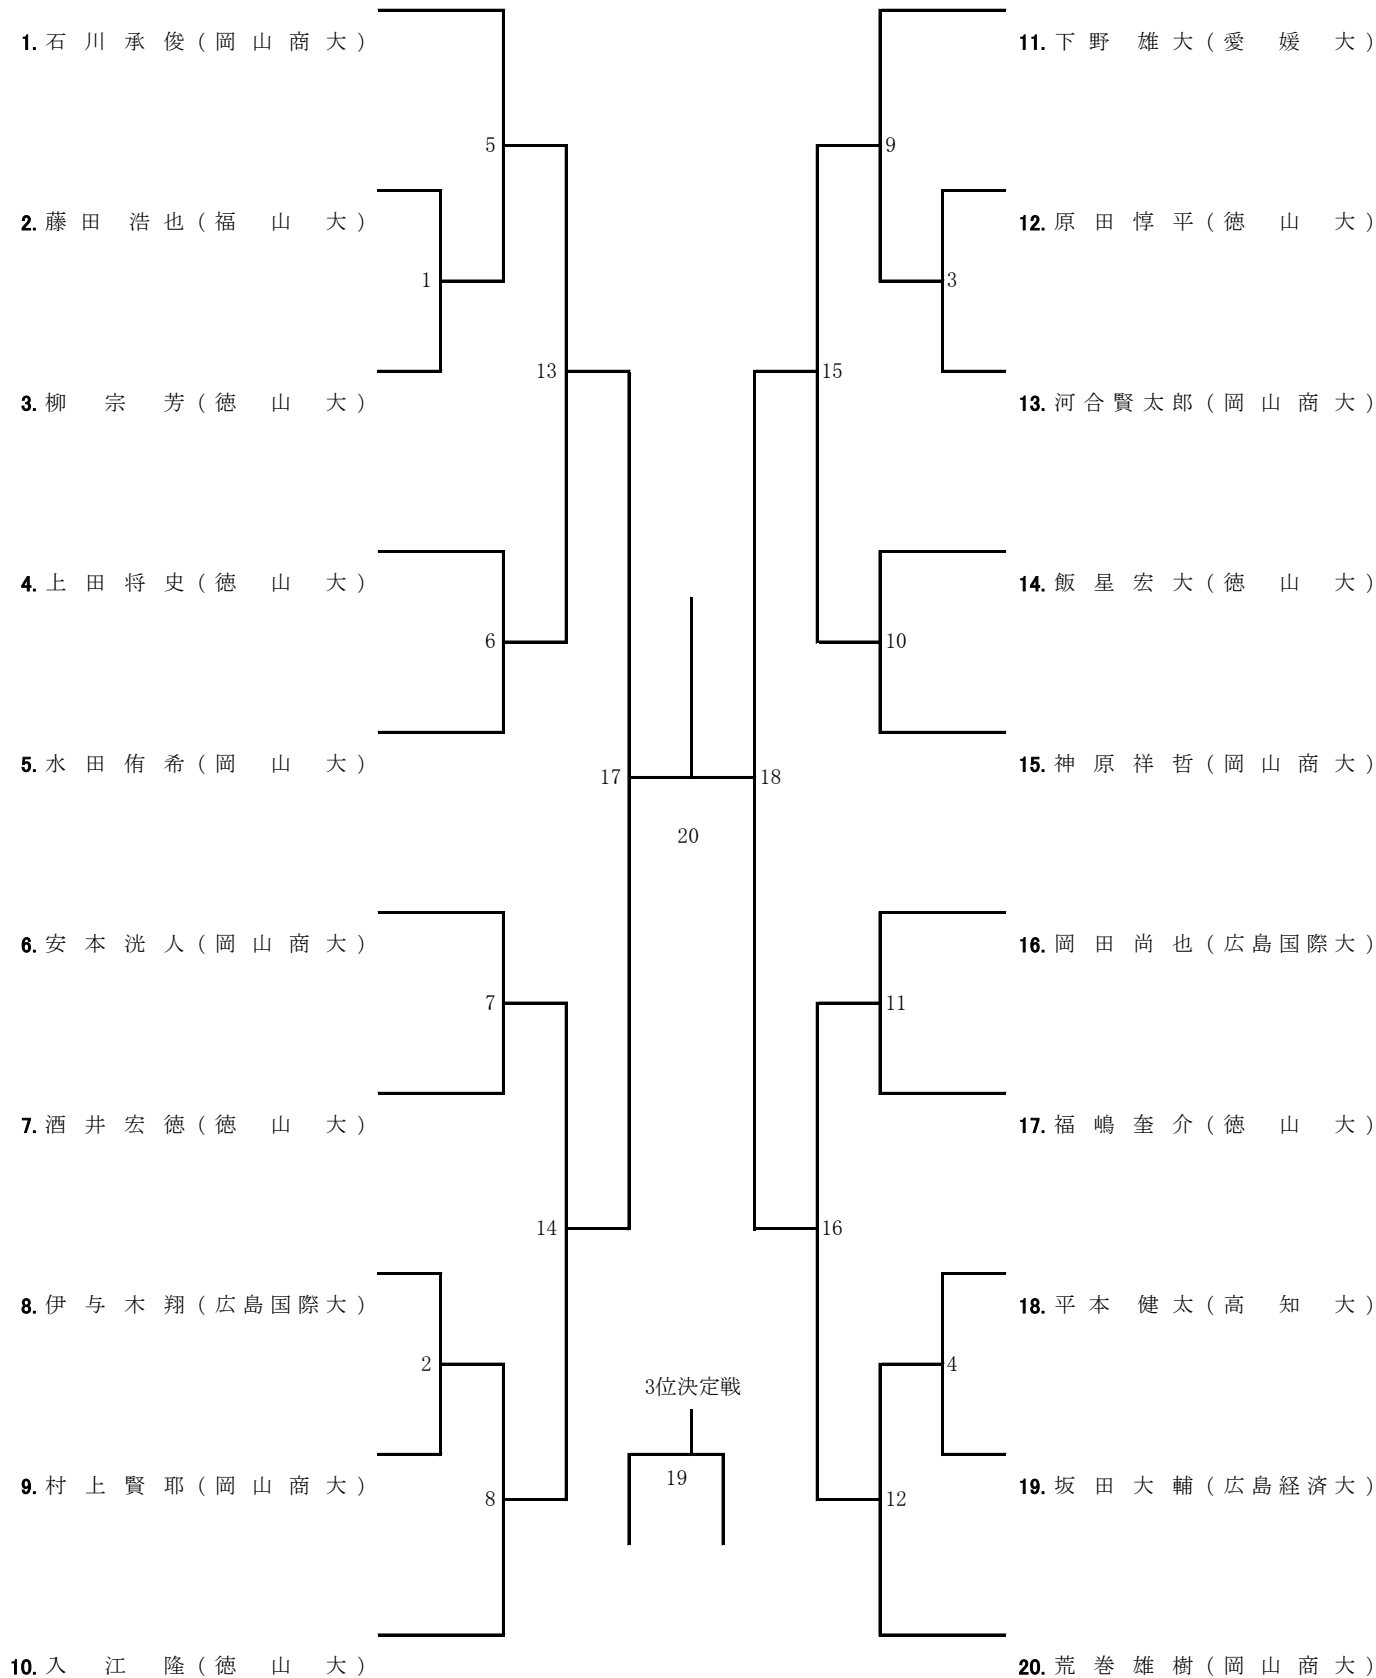 1. 石川承俊(岡山商大)
5
2. 藤田浩也(福山大)
1
3. 柳宗芳(徳山大)
13
4. 上田将史(徳山大)
6
5. 水田侑希(岡山大)
17
6. 安本洸人(岡山商大)
7
7. 酒井宏徳(徳山大)
14
8. 伊与木翔(広島国際大)
2
9. 村上賢耶(岡山商大)
8
10. 入江隆(徳山大)
20
3位決定戦
19
11. 下野雄大(愛媛大)
9
12. 原田惇平(徳山大)
3
13. 河合賢太郎(岡山商大)
15
14. 飯星宏大(徳山大)
10
15. 神原祥哲(岡山商大)
18
16. 岡田尚也(広島国際大)
11
17. 福嶋奎介(徳山大)
16
18. 平本健太(高知大)
4
19. 坂田大輔(広島経済大)
12
20. 荒巻雄樹(岡山商大)